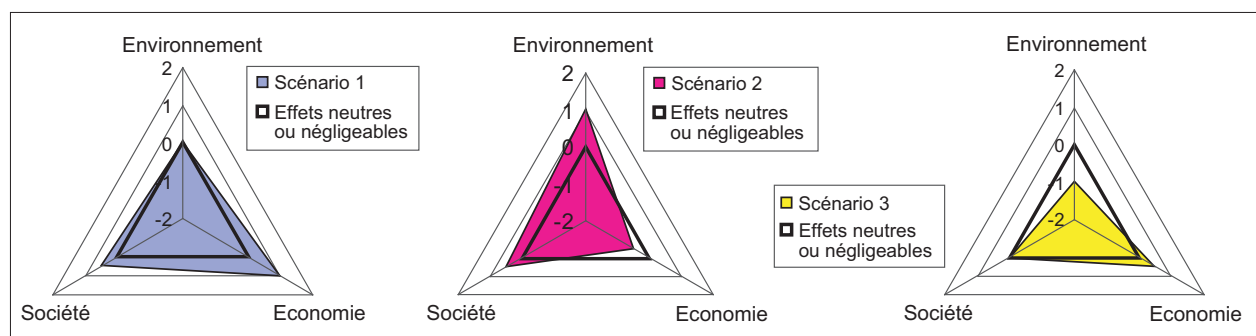 Environnement
2
1
0
-1
-2
Société
Economie
Scénario 1
Effets neutres
ou négligeables
Environnement
2
1
0
-1
-2
Société
Economie
Scénario 2
Effets neutres
ou négligeables
Environnement
2
1
0
-1
-2
Société
Economie
Scénario 3
Effets neutres
ou négligeables